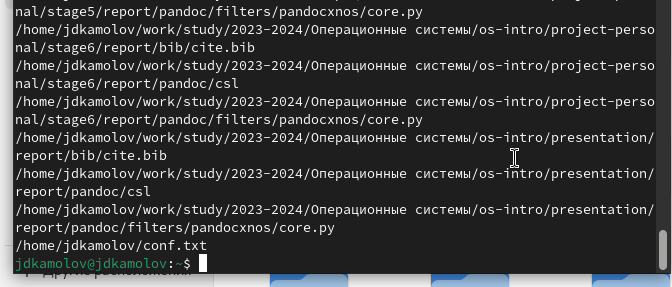 nal/stage5/report/pandoc/filters/pandocxnos/core.py
/home/jdkamolov/work/study/2023-2024/Операционные системы/os-intro/project-perso
nal/stage6/report/bib/cite.bib
/home/jdkamolov/work/study/2023-2024/Операционные системы/os-intro/project-perso
nal/stage6/report/pandoc/csl
/home/jdkamolov/work/study/2023-2024/Операционные системы/os-intro/project-perso
nal/stage6/report/pandoc/filters/pandocxnos/core.py
/home/jdkamolov/work/study/2023-2024/Операционные системы/os-intro/presentation/
report/bib/cite.bib
/home/jdkamolov/work/study/2023-2024/Операционные системы/os-intro/presentation/
report/pandoc/csl
/home/jdkamolov/work/study/2023-2024/Операционные системы/os-intro/presentation/
report/pandoc/filters/pandocxnos/core.py
/home/jdkamolov/conf.txt
jdkamolov@jdkamolov:~$